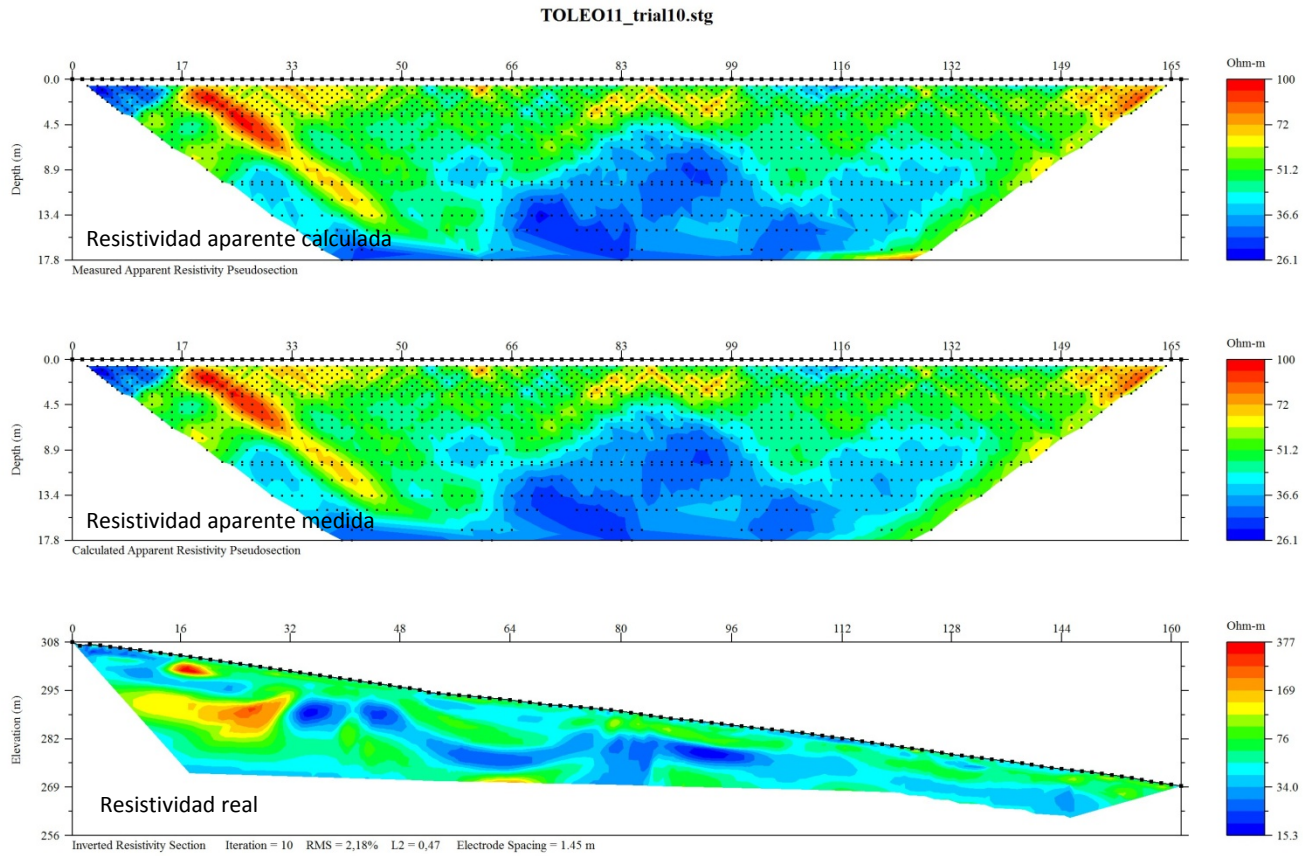 TOLEO11_trial10.stg
0 17 33 50 66 83 99 116 132 149 165
Ohm-m
0.0 100
4.5 72
Depth (m)
8.9 51.2
13.4 36.6
Resistividad aparente calculada
17.8 26.1
Measured Apparent Resistivity Pseudosection
0 17 33 50 66 83 99 116 132 149 165
Ohm-m
0.0 100
4.5 72
Depth (m)
8.9 51.2
13.4 36.6
Resistividad aparente medida
17.8 26.1
Calculated Apparent Resistivity Pseudosection
0 16 32 48 64 80 96 112 128 144 160
Ohm-m
308 377
295 169
Elevation (m)
282 76
269 34.0
Resistividad real
256 15.3
Inverted Resistivity Section Iteration = 10 RMS = 2,18% L2 = 0,47 Electrode Spacing = 1.45 m